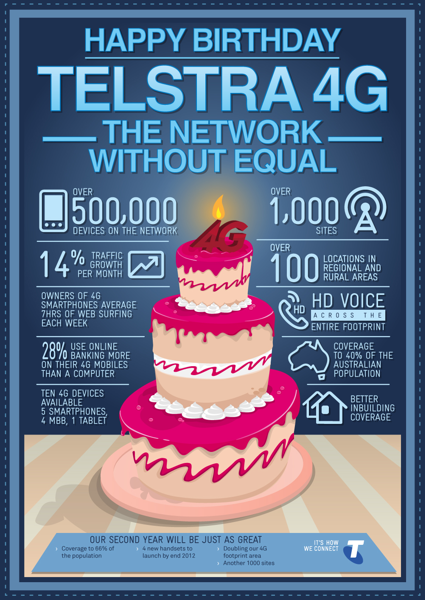 HAPPY BIRTHDAY
TELSTRA 4G
THE NETWORK
WITHOUT EQUAL
OVER
500,000
DEVICES ON THE NETWORK
14% TRAFFIC
GROWTH
PER MONTH
OWNERS OF 4G
SMARTPHONES AVERAGE
7HRS OF WEB SURFING
EACH WEEK
28% USE ONLINE
BANKING MORE
ON THEIR 4G MOBILES
THAN A COMPUTER
TEN 4G DEVICES
AVAILABLE
5 SMARTPHONES,
4 MBB, 1 TABLET
4G
OVER
1,000
SITES
OVER
100 LOCATIONS IN
REGIONAL AND
RURAL AREAS
HD
HD VOICE
ACROSS THE
ENTIRE FOOTPRINT
COVERAGE
TO 40% OF THE
AUSTRALIAN
POPULATION
BETTER
INBUILDING
COVERAGE
OUR SECOND YEAR WILL BE JUST AS GREAT
› Coverage to 66% of
the population
› 4 new handsets to
launch by end 2012
› Doubling our 4G
footprint area
› Another 1000 sites
IT'S HOW
WE CONNECT
T